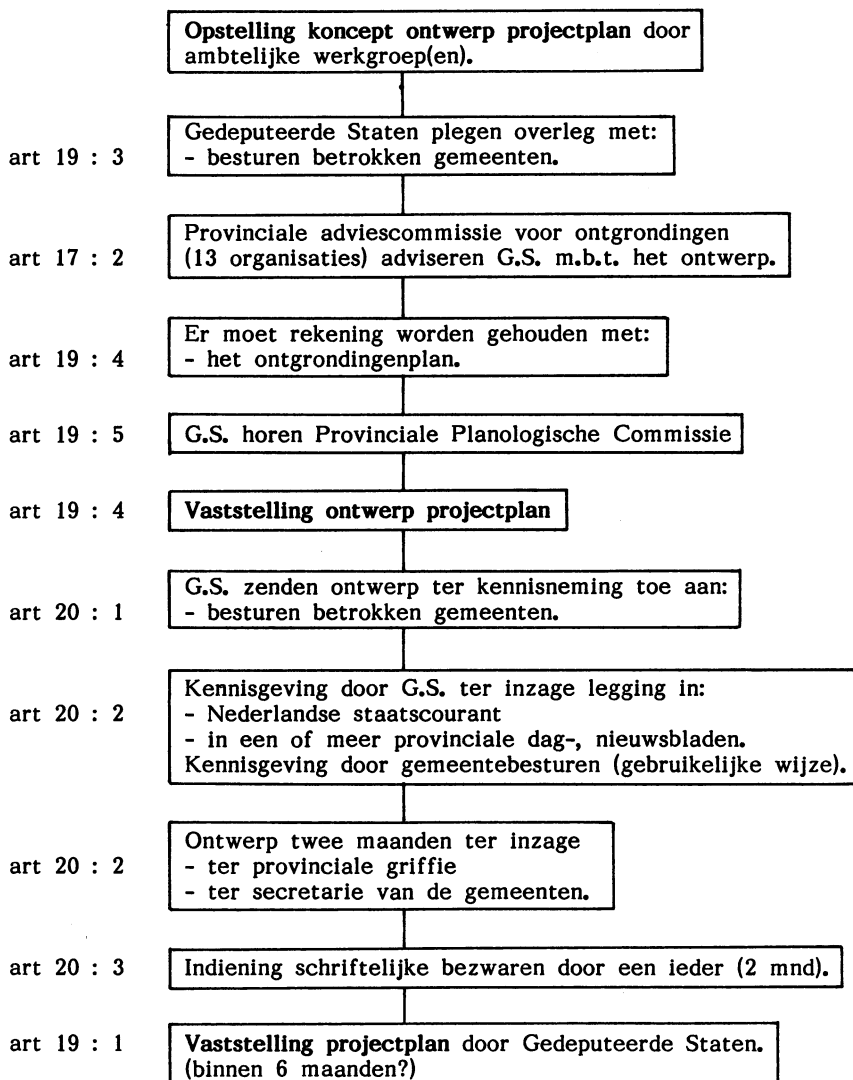 Opstelling koncept ontwerp projectplan door
ambtelijke werkgroep(en).
art 19 : 3
Gedeputeerde Staten plegen overleg met:
- besturen betrokken gemeenten.
art 17 : 2
Provinciale adviescommissie voor ontgrondingen
(13 organisaties) adviseren G.S. m.b.t. het ontwerp.
art 19 : 4
Er moet rekening worden gehouden met:
- het ontgrondingenplan.
art 19 : 5
G.S. horen Provinciale Planologische Commissie
art 19 : 4
Vaststelling ontwerp projectplan
art 20 : 1
G.S. zenden ontwerp ter kennisneming toe aan:
- besturen betrokken gemeenten.
art 20 : 2
Kennisgeving door G.S. ter inzage legging in:
- Nederlandse staatscourant
- in een of meer provinciale dag-, nieuwsbladen.
Kennisgeving door gemeentebesturen (gebruikelijke wijze).
art 20 : 2
Ontwerp twee maanden ter inzage
- ter provinciale griffie
- ter secretarie van de gemeenten.
art 20 : 3
Indiening schriftelijke bezwaren door een ieder (2 mnd).
art 19 : 1
Vaststelling projectplan door Gedeputeerde Staten.
(binnen 6 maanden?)